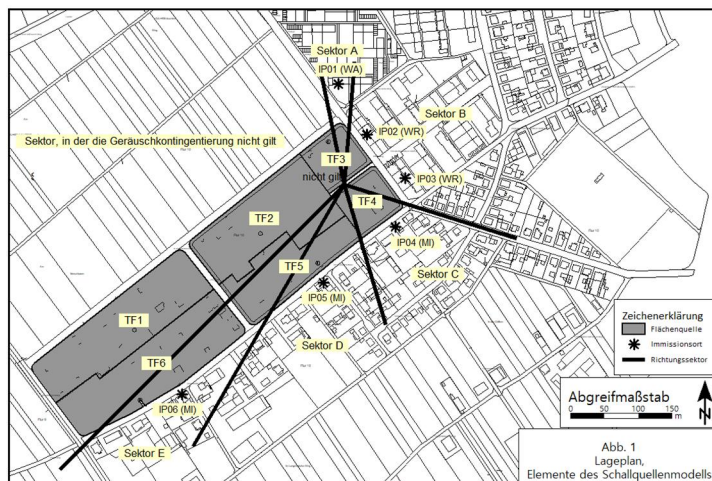 Sektor A
IP01 (WA)
Sektor B
IP02 (WR)
Sektor, in der die Geräuschkontingentierung nicht gilt
TF3
nicht gilt
IP03 (WR)
TF4
TF2
IP04 (MI)
Sektor C
TF5
IP05 (MI)
TF1
Sektor D
TF6
IP06 (MI)
Sektor E
Zeichenerklärung
Flächenquelle
Immissionsort
Richtungssektor
Abgreifmaßstab
N
0 50 100 150
m
Abb. 1
Lageplan,
Elemente des Schallquellenmodells